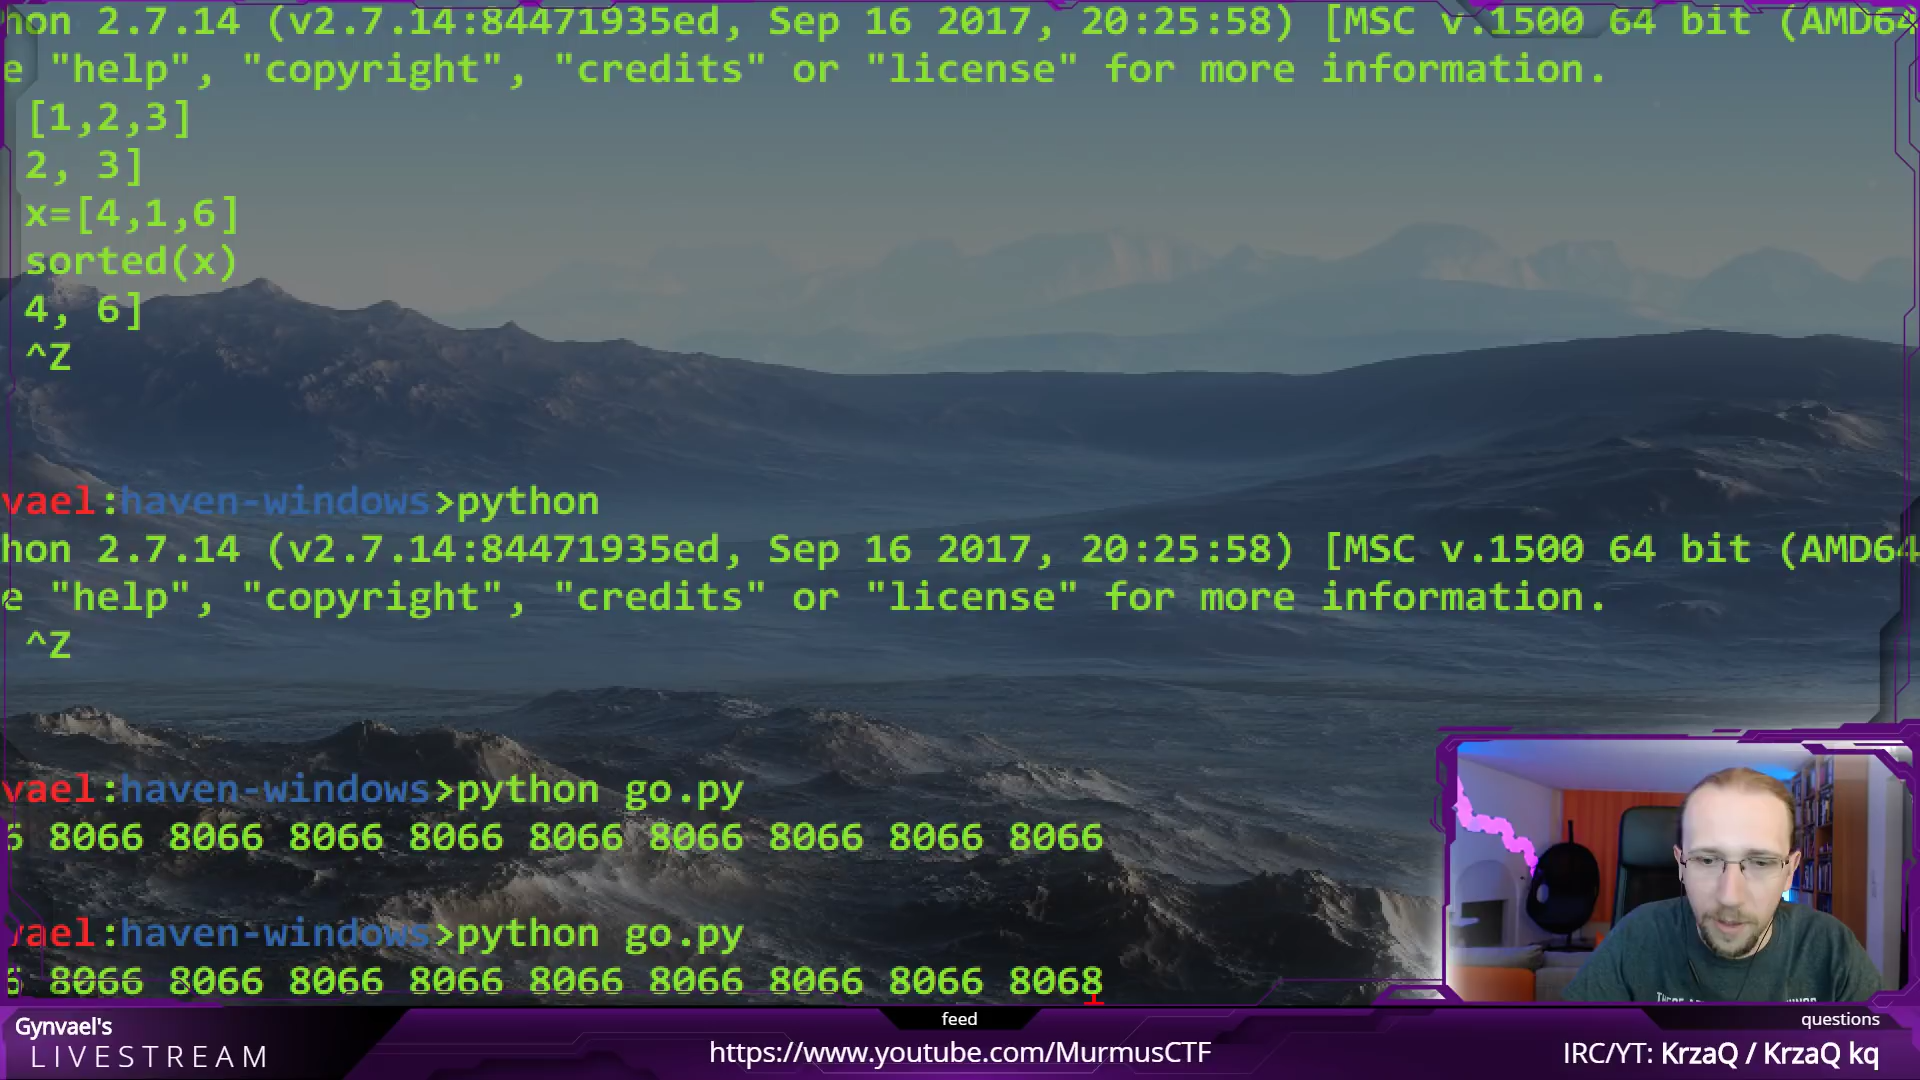 hon 2.7.14 (v2.7.14:84471935ed, Sep 16 2017, 20:25:58) [MSC v.1500 64 bit (AMD64
e "help", "copyright", "credits" or "license" for more information.
[1,2,3]
2, 3]
x=[4,1,6]
sorted(x)
4, 6]
^Z
vael:haven-windows>python
hon 2.7.14 (v2.7.14:84471935ed, Sep 16 2017, 20:25:58) [MSC v.1500 64 bit (AMD64
e "help", "copyright", "credits" or "license" for more information.
^Z
vael:haven-windows>python go.py
6 8066 8066 8066 8066 8066 8066 8066 8066 8066
vael:haven-windows>python go.py
6 8066 8066 8066 8066 8066 8066 8066 8066 8068
Gynvael's
LIVESTREAM
feed
https://www.youtube.com/MurmusCTF
questions
IRC/YT: KrzaQ / KrzaQ kq